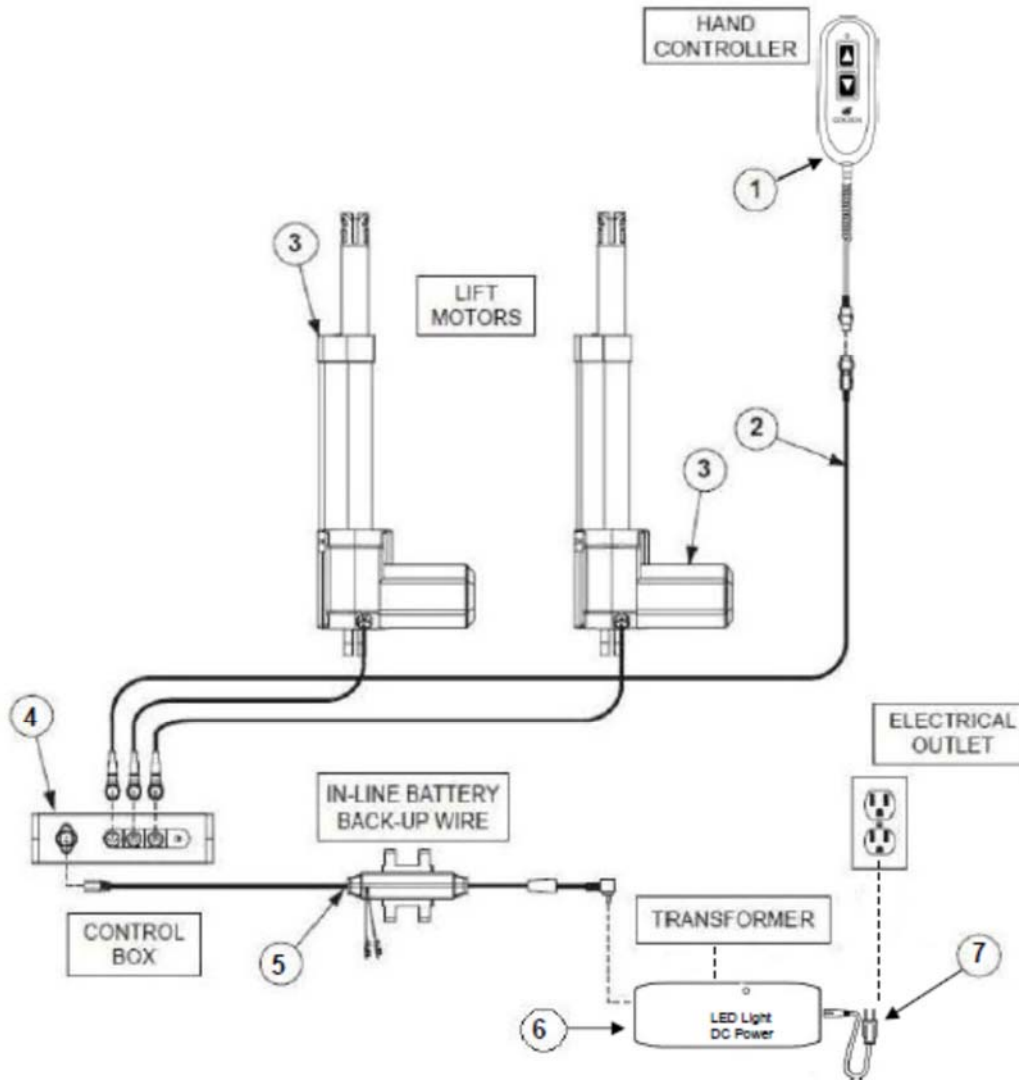 HAND
CONTROLLER
1
3
LIFT
MOTORS
2
3
4
ELECTRICAL
OUTLET
IN-LINE BATTERY
BACK-UP WIRE
CONTROL
BOX
5
TRANSFORMER
7
6
LED Light
DC Power